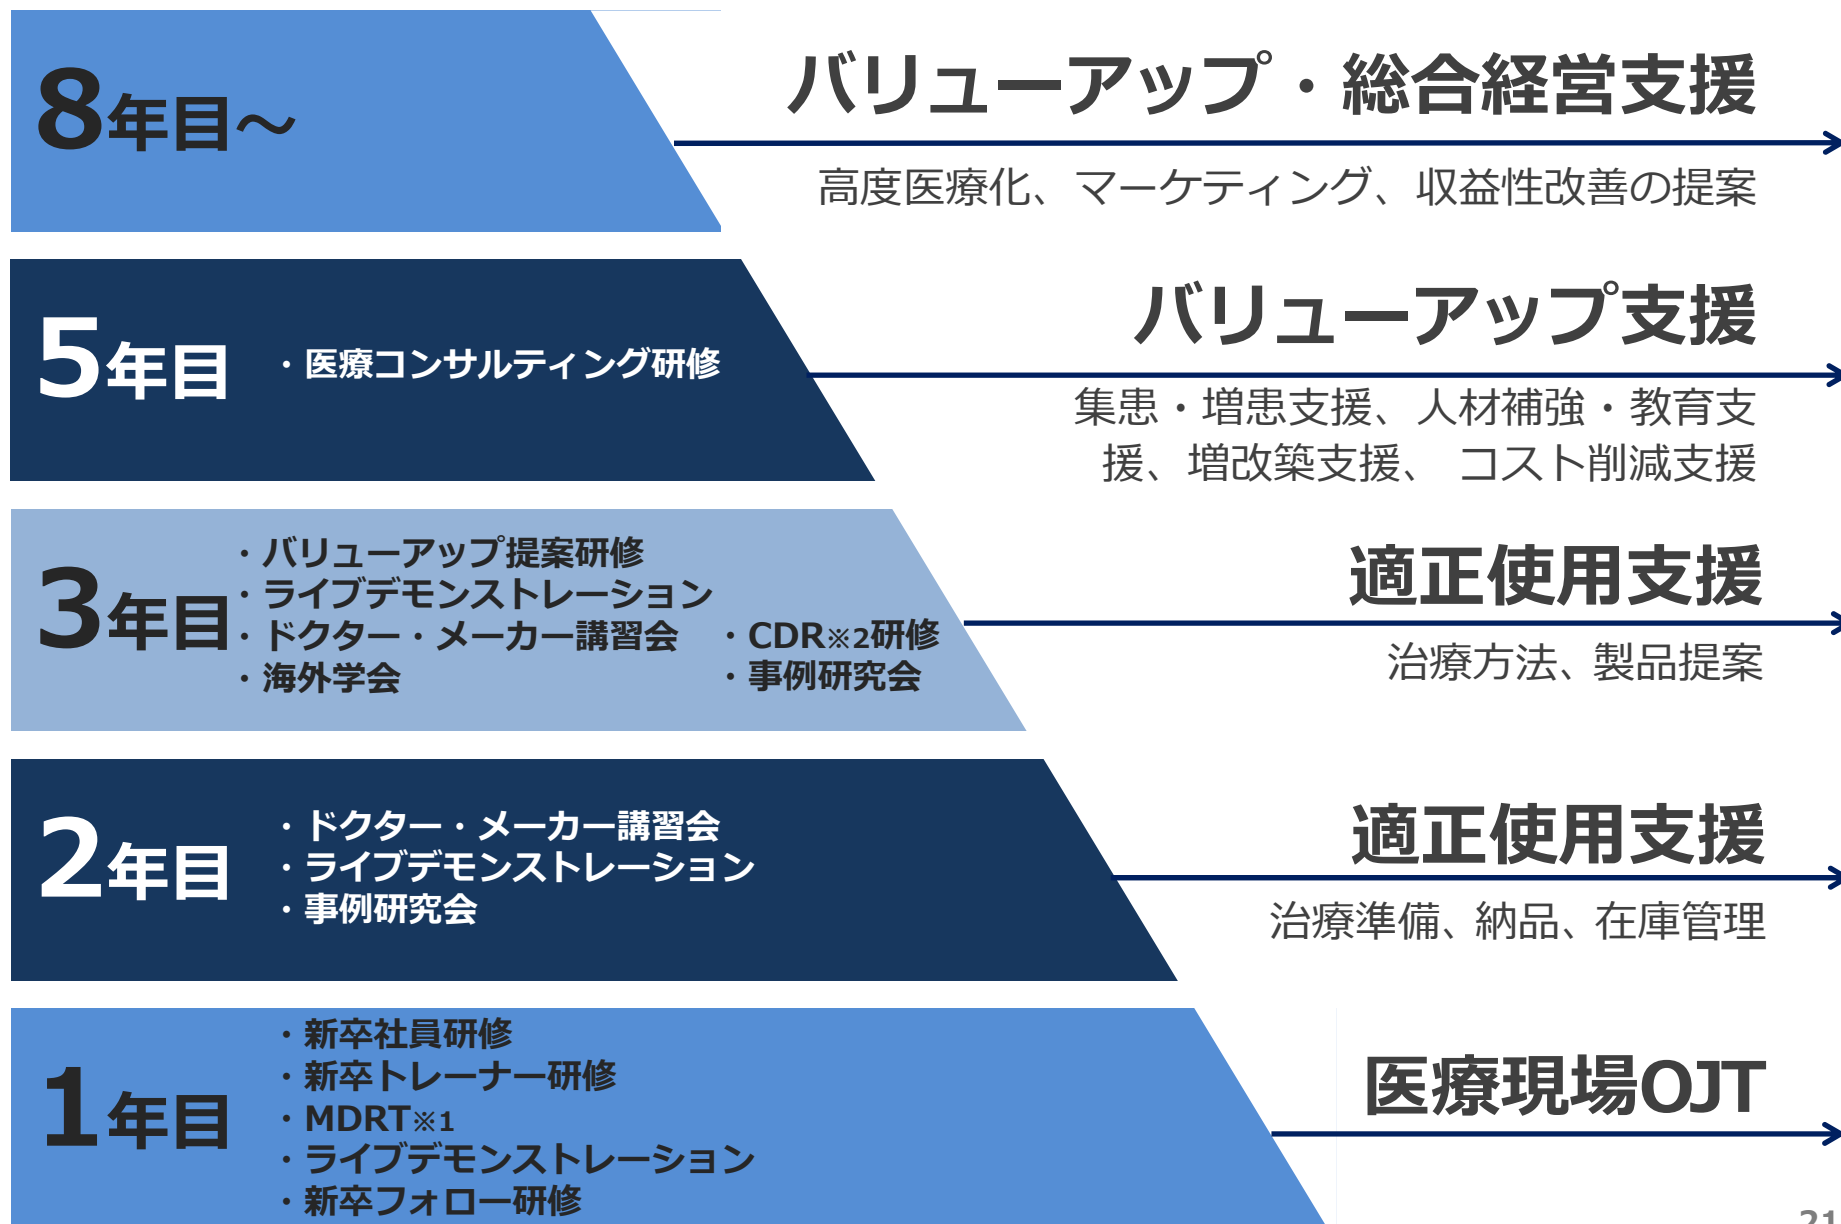 8年目～
バリューアップ・総合経営支援
高度医療化、マーケティング、収益性改善の提案
5年目
・医療コンサルティング研修
バリューアップ支援
集患・増患支援、人材補強・教育支
援、増改築支援、 コスト削減支援
3年目
・バリューアップ提案研修
・ライブデモンストレーション
・ドクター・メーカー講習会
・海外学会
・CDR※2研修
・事例研究会
適正使用支援
治療方法、製品提案
2年目
・ドクター・メーカー講習会
・ライブデモンストレーション
・事例研究会
適正使用支援
治療準備、納品、在庫管理
1年目
・新卒社員研修
・新卒トレーナー研修
・MDRT※1
・ライブデモンストレーション
・新卒フォロー研修
医療現場OJT
21